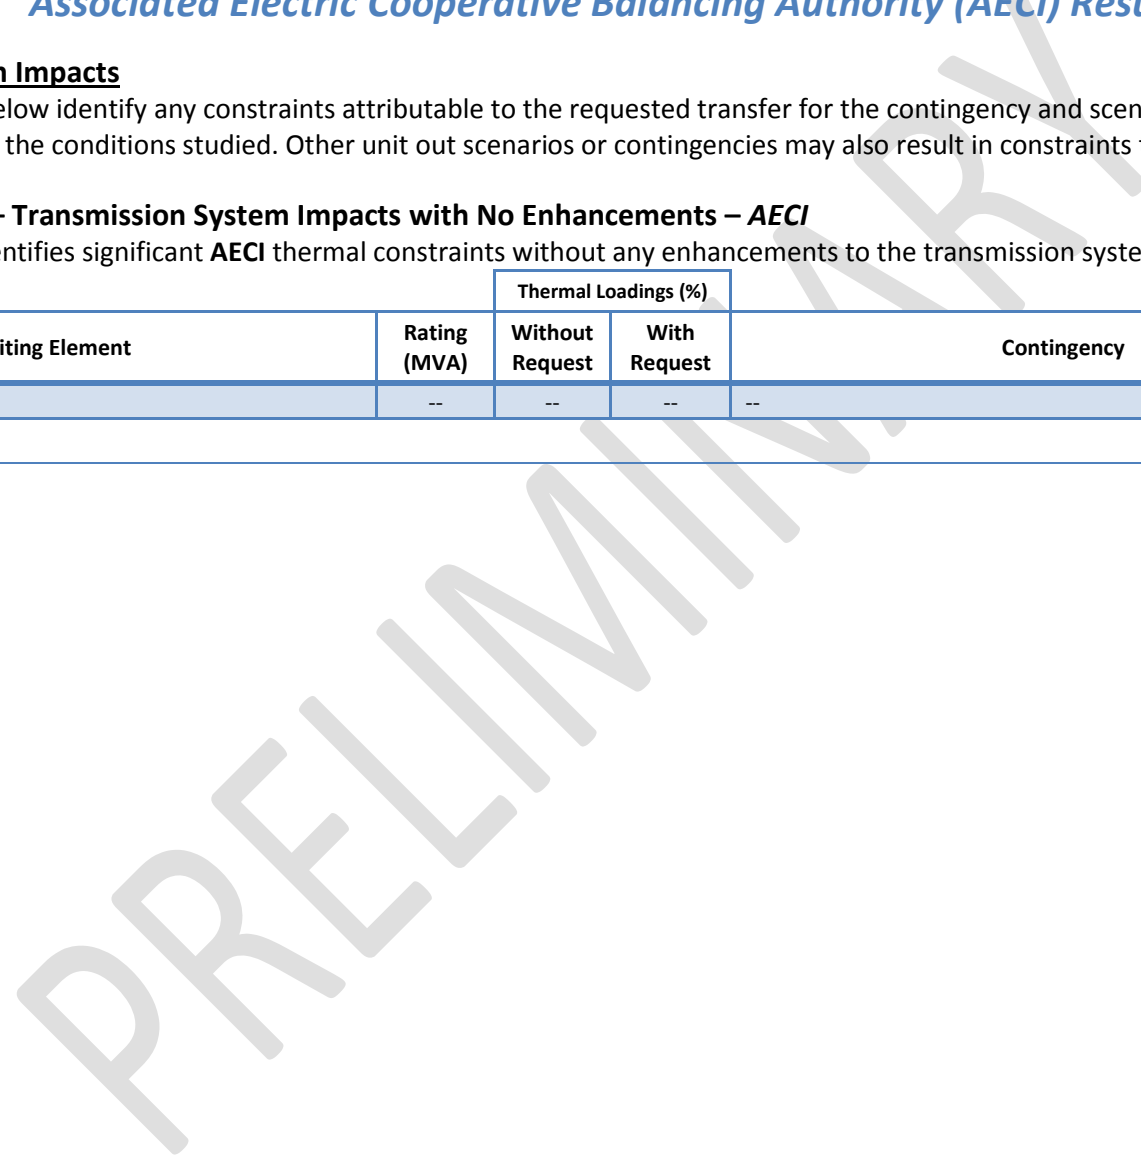 Associated Electric Cooperative Balancing Authority (AECI) Resu
n Impacts
elow identify any constraints attributable to the requested transfer for the contingency and scen
the conditions studied. Other unit out scenarios or contingencies may also result in constraints
– Transmission System Impacts with No Enhancements – AECI
entifies significant AECI thermal constraints without any enhancements to the transmission syste
Thermal Loadings (%)
iting Element Rating (MVA) Without Request With Request Contingency
-- -- -- --
PRELIMINARY